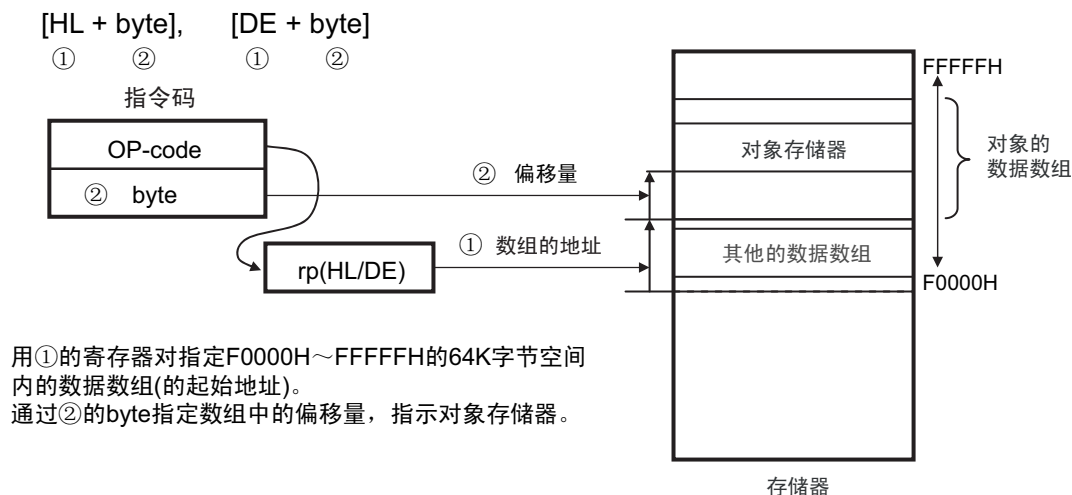 [HL + byte], [DE + byte]
① ② ① ②
指令码
OP-code
② byte
rp(HL/DE)
② 偏移量
① 数组的地址
FFFFFH
对象存储器
对象的
数据数组
其他的数据数组
F0000H
用①的寄存器对指定F0000H～FFFFFH的64K字节空间
内的数据数组(的起始地址)。
通过②的byte指定数组中的偏移量，指示对象存储器。
存储器